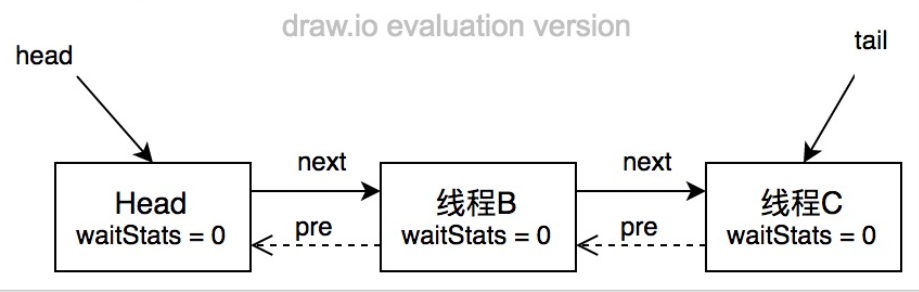 draw.io evaluation version
head
tail
next
next
Head
waitStats = 0
pre
线程B
waitStats = 0
pre
线程C
waitStats = 0